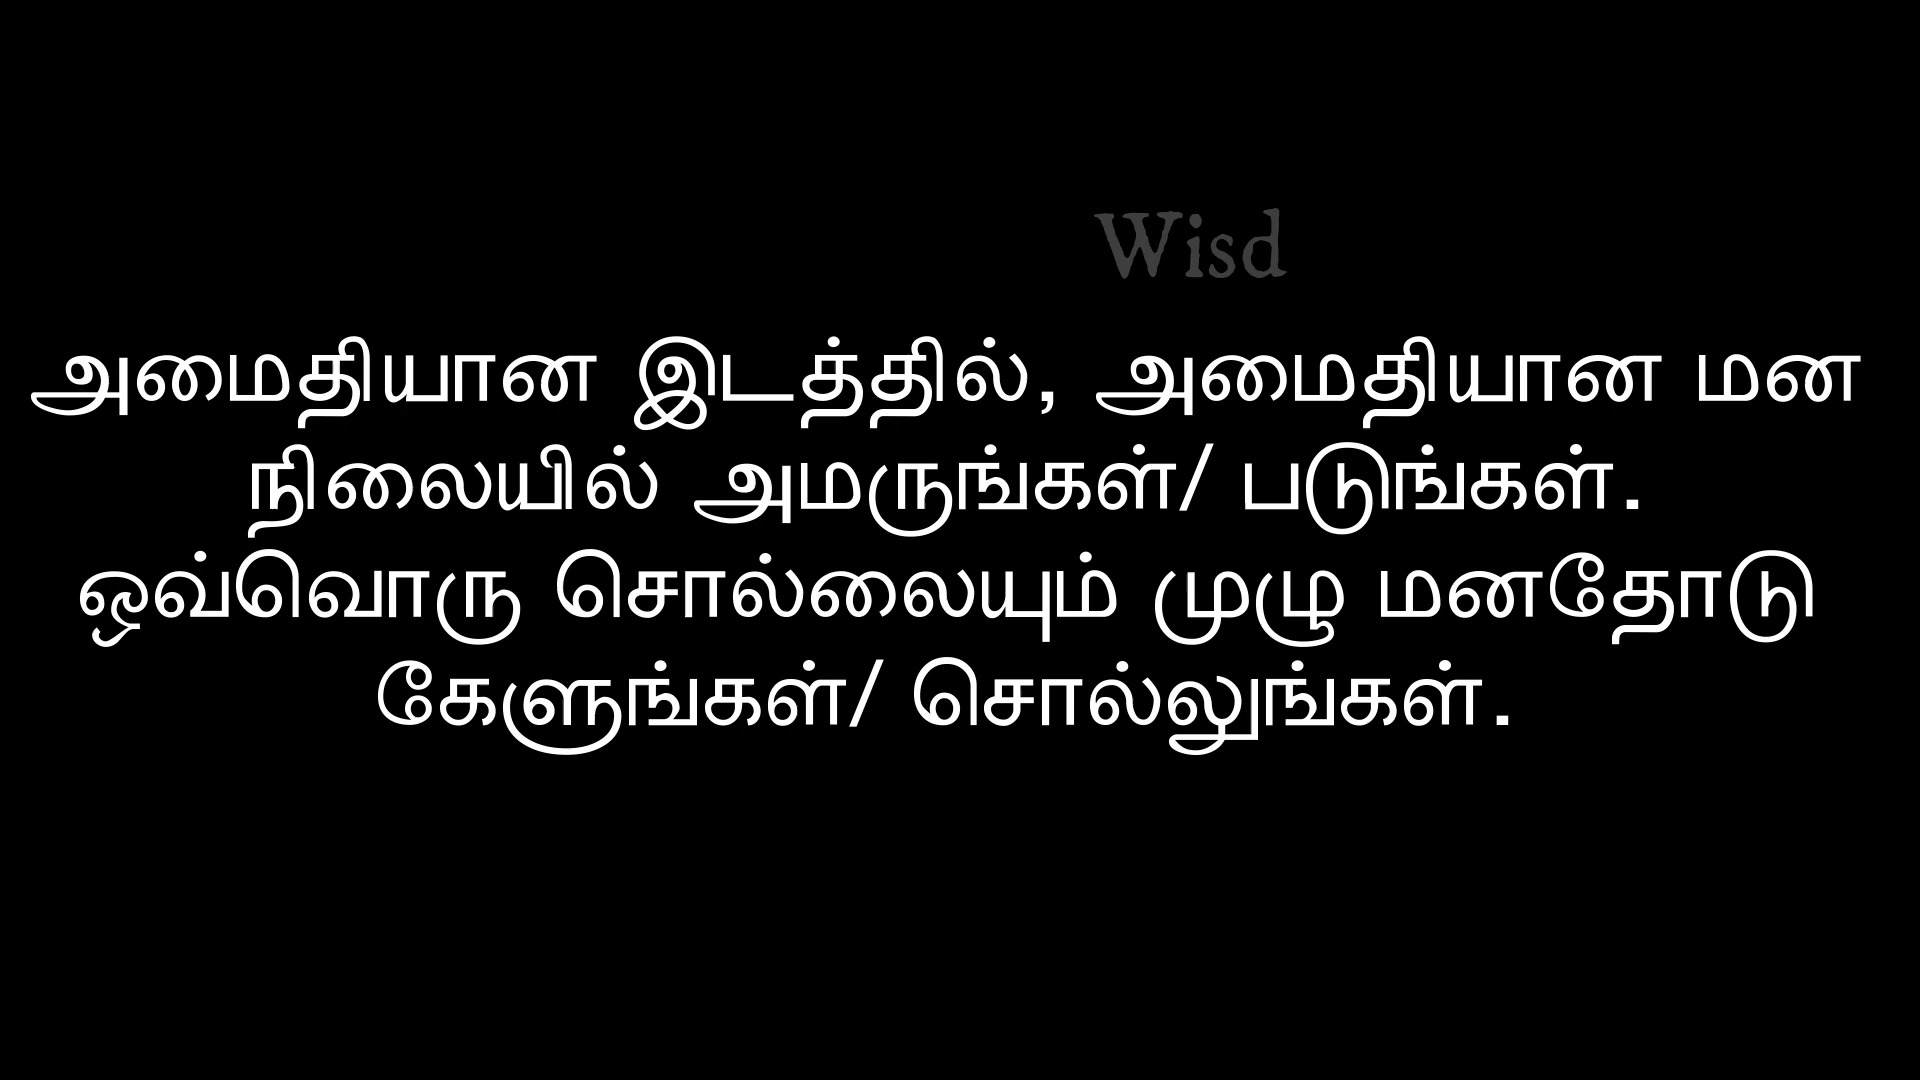 Wisd
அமைதியான இடத்தில், அமைதியான மன
நிலையில் அமருங்கள்/ படுங்கள்.
ஒவ்வொரு சொல்லையும் முழு மனதோடு
கேளுங்கள்/ சொல்லுங்கள்.